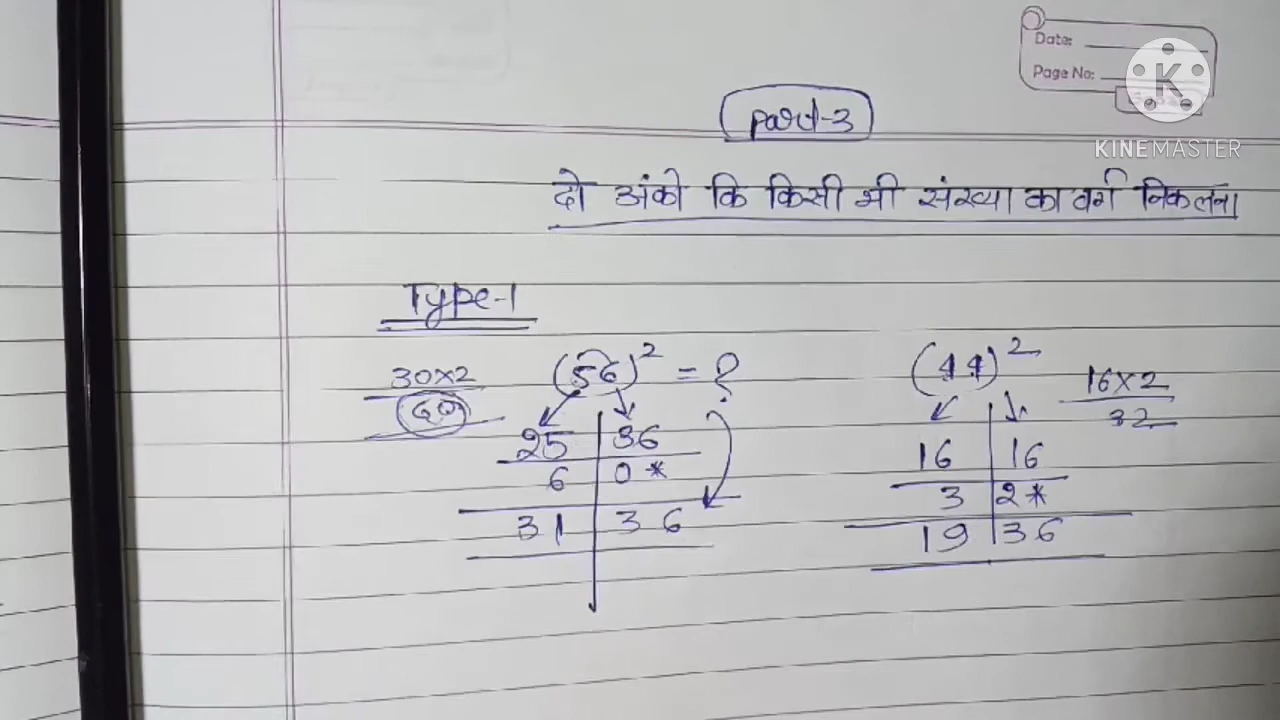 Date:
Page No:
KINEMASTER
Part-3
दो अंको कि किसी भी संख्या का वर्ग निकलना
Type-1
30×2
60
(56)² = ?
25 | 36
6 | 0 *
31 | 36
(44)²
16×2
32
16 | 16
3 | 2 *
19 | 36